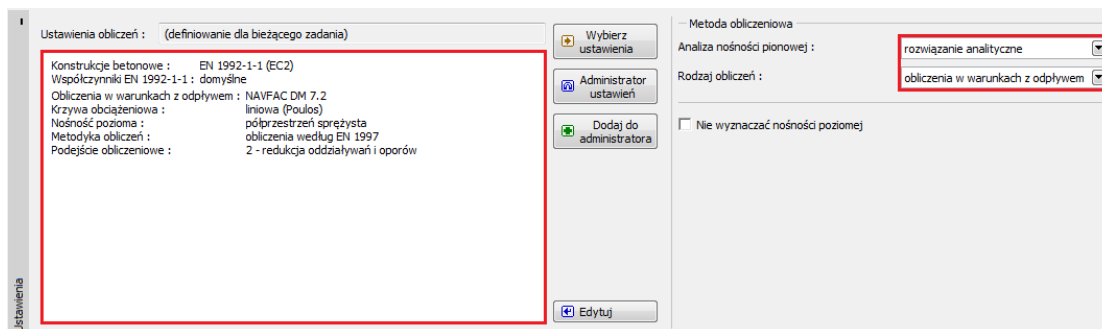 Ustawienia obliczeń : (definiowanie dla bieżącego zadania)
Konstrukcje betonowe : EN 1992-1-1 (EC2)
Współczynniki EN 1992-1-1 : domyślne
Obliczenia w warunkach z odpływem : NAVFAC DM 7.2
Krzywa obciążeniowa : liniowa (Poulos)
Nośność pozioma : półprzestrzeń sprężysta
Metodyka obliczeń : obliczenia według EN 1997
Podejście obliczeniowe : 2 - redukcja oddziaływań i oporów
Wybierz
ustawienia
Administrator
ustawień
Dodaj do
administratora
Edytuj
Metoda obliczeniowa
Analiza nośności pionowej : rozwiązanie analityczne
Rodzaj obliczeń : obliczenia w warunkach z odpływem
Nie wyznaczać nośności poziomej
Ustawienia